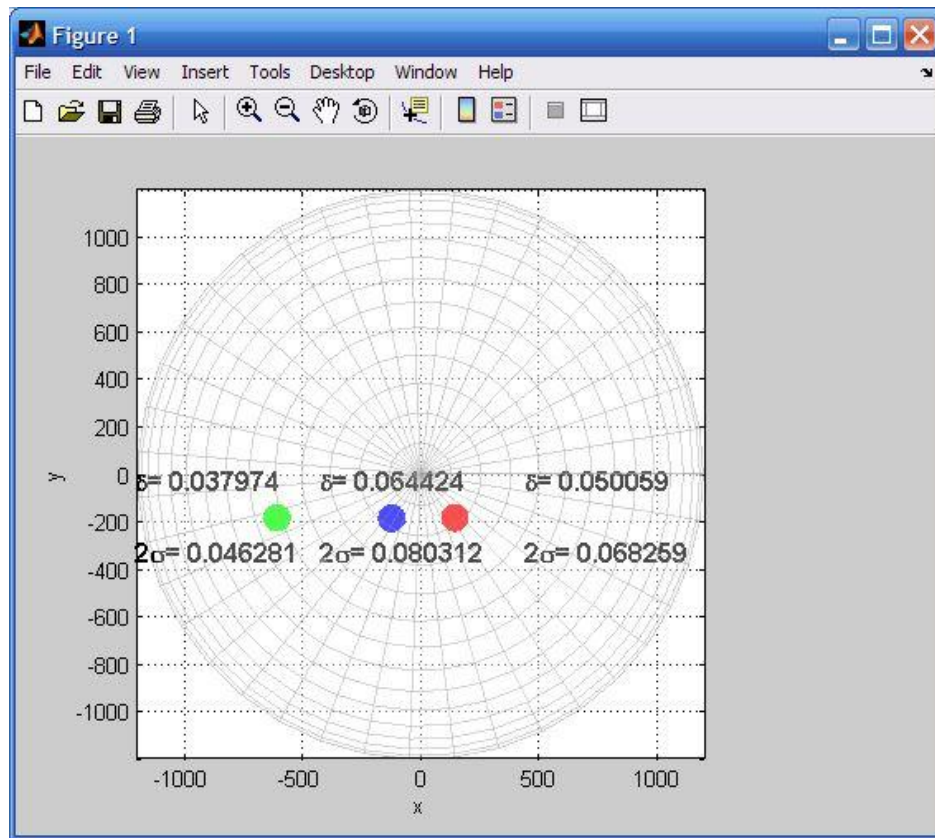 Figure 1
File Edit View Insert Tools Desktop Window Help
1000
800
600
400
200
0
-200
-400
-600
-800
-1000
y
δ= 0.037974 δ= 0.064424 δ= 0.050059
2σ= 0.046281 2σ= 0.080312 2σ= 0.068259
-1000 -500 0 500 1000
x